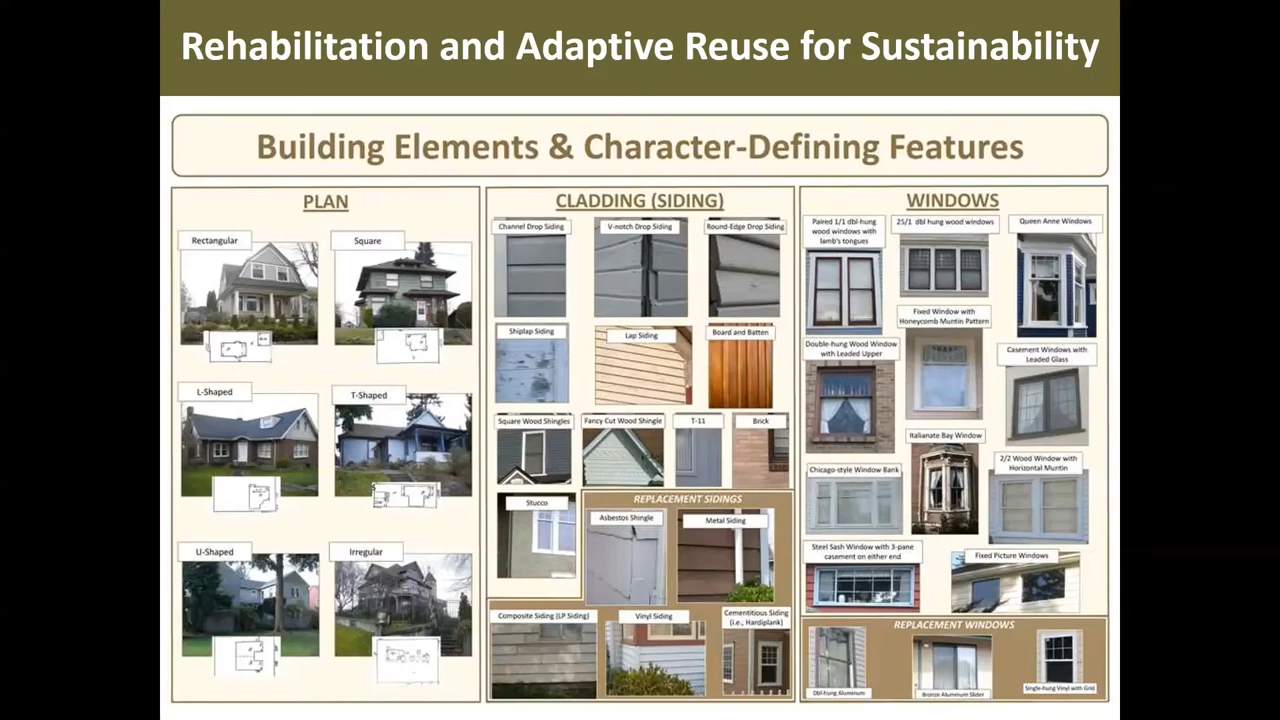 Rehabilitation and Adaptive Reuse for Sustainability
Building Elements & Character-Defining Features
PLAN
Rectangular
Square
L-Shaped
T-Shaped
U-Shaped
Irregular
CLADDING (SIDING)
Channel Drop Siding
V-notch Drop Siding
Round-Edge Drop Siding
Shiplap Siding
Lap Siding
Board and Batten
Square Wood Shingles
Fancy Cut Wood Shingle
T-11
Brick
Stucco
REPLACEMENT SIDINGS
Asbestos Shingle
Metal Siding
Composite Siding (LP Siding)
Vinyl Siding
Cementitious Siding
(i.e., Hardiplank)
WINDOWS
Paired 1/1 dbl-hung
wood windows with
lamb's tongues
25/1 dbl hung wood windows
Queen Anne Windows
Fixed Window with
Honeycomb Muntin Pattern
Double-hung Wood Window
with Leaded Upper
Casement Windows with
Leaded Glass
Italianate Bay Window
Chicago-style Window Bank
2/2 Wood Window with
Horizontal Muntin
Steel Sash Window with 3-pane
casement on either end
Fixed Picture Windows
REPLACEMENT WINDOWS
Dbl-hung Aluminum
Bronze Aluminum Slider
Single-hung Vinyl with Grid